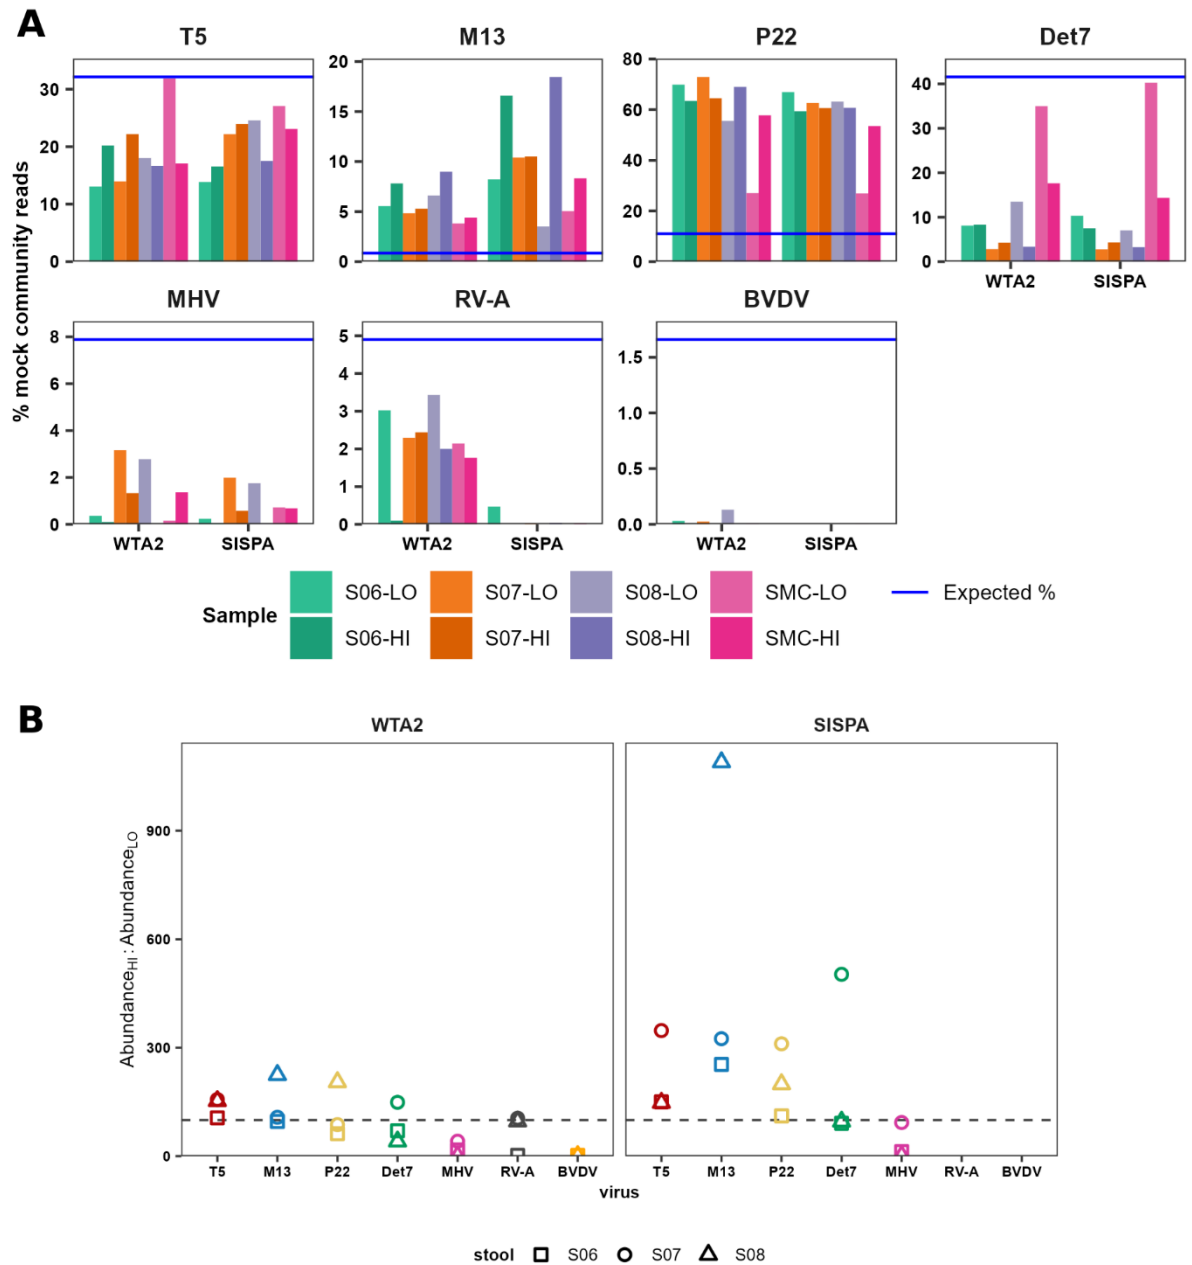 A
T5
M13
P22
Det7
% mock community reads
30
20
10
0
20
15
10
5
0
80
60
40
20
0
40
30
20
10
0
WTA2
SISPA
MHV
RV-A
BVDV
8
6
4
2
0
5
4
3
2
1
0
1.5
1.0
0.5
0.0
WTA2
SISPA
WTA2
SISPA
WTA2
SISPA
Sample
S06-LO
S07-LO
S08-LO
SMC-LO
Expected %
S06-HI
S07-HI
S08-HI
SMC-HI
B
WTA2
SISPA
AbundanceHI : AbundanceLO
900
600
300
0
T5
M13
P22
Det7
MHV
RV-A
BVDV
T5
M13
P22
Det7
MHV
RV-A
BVDV
virus
stool
S06
S07
S08